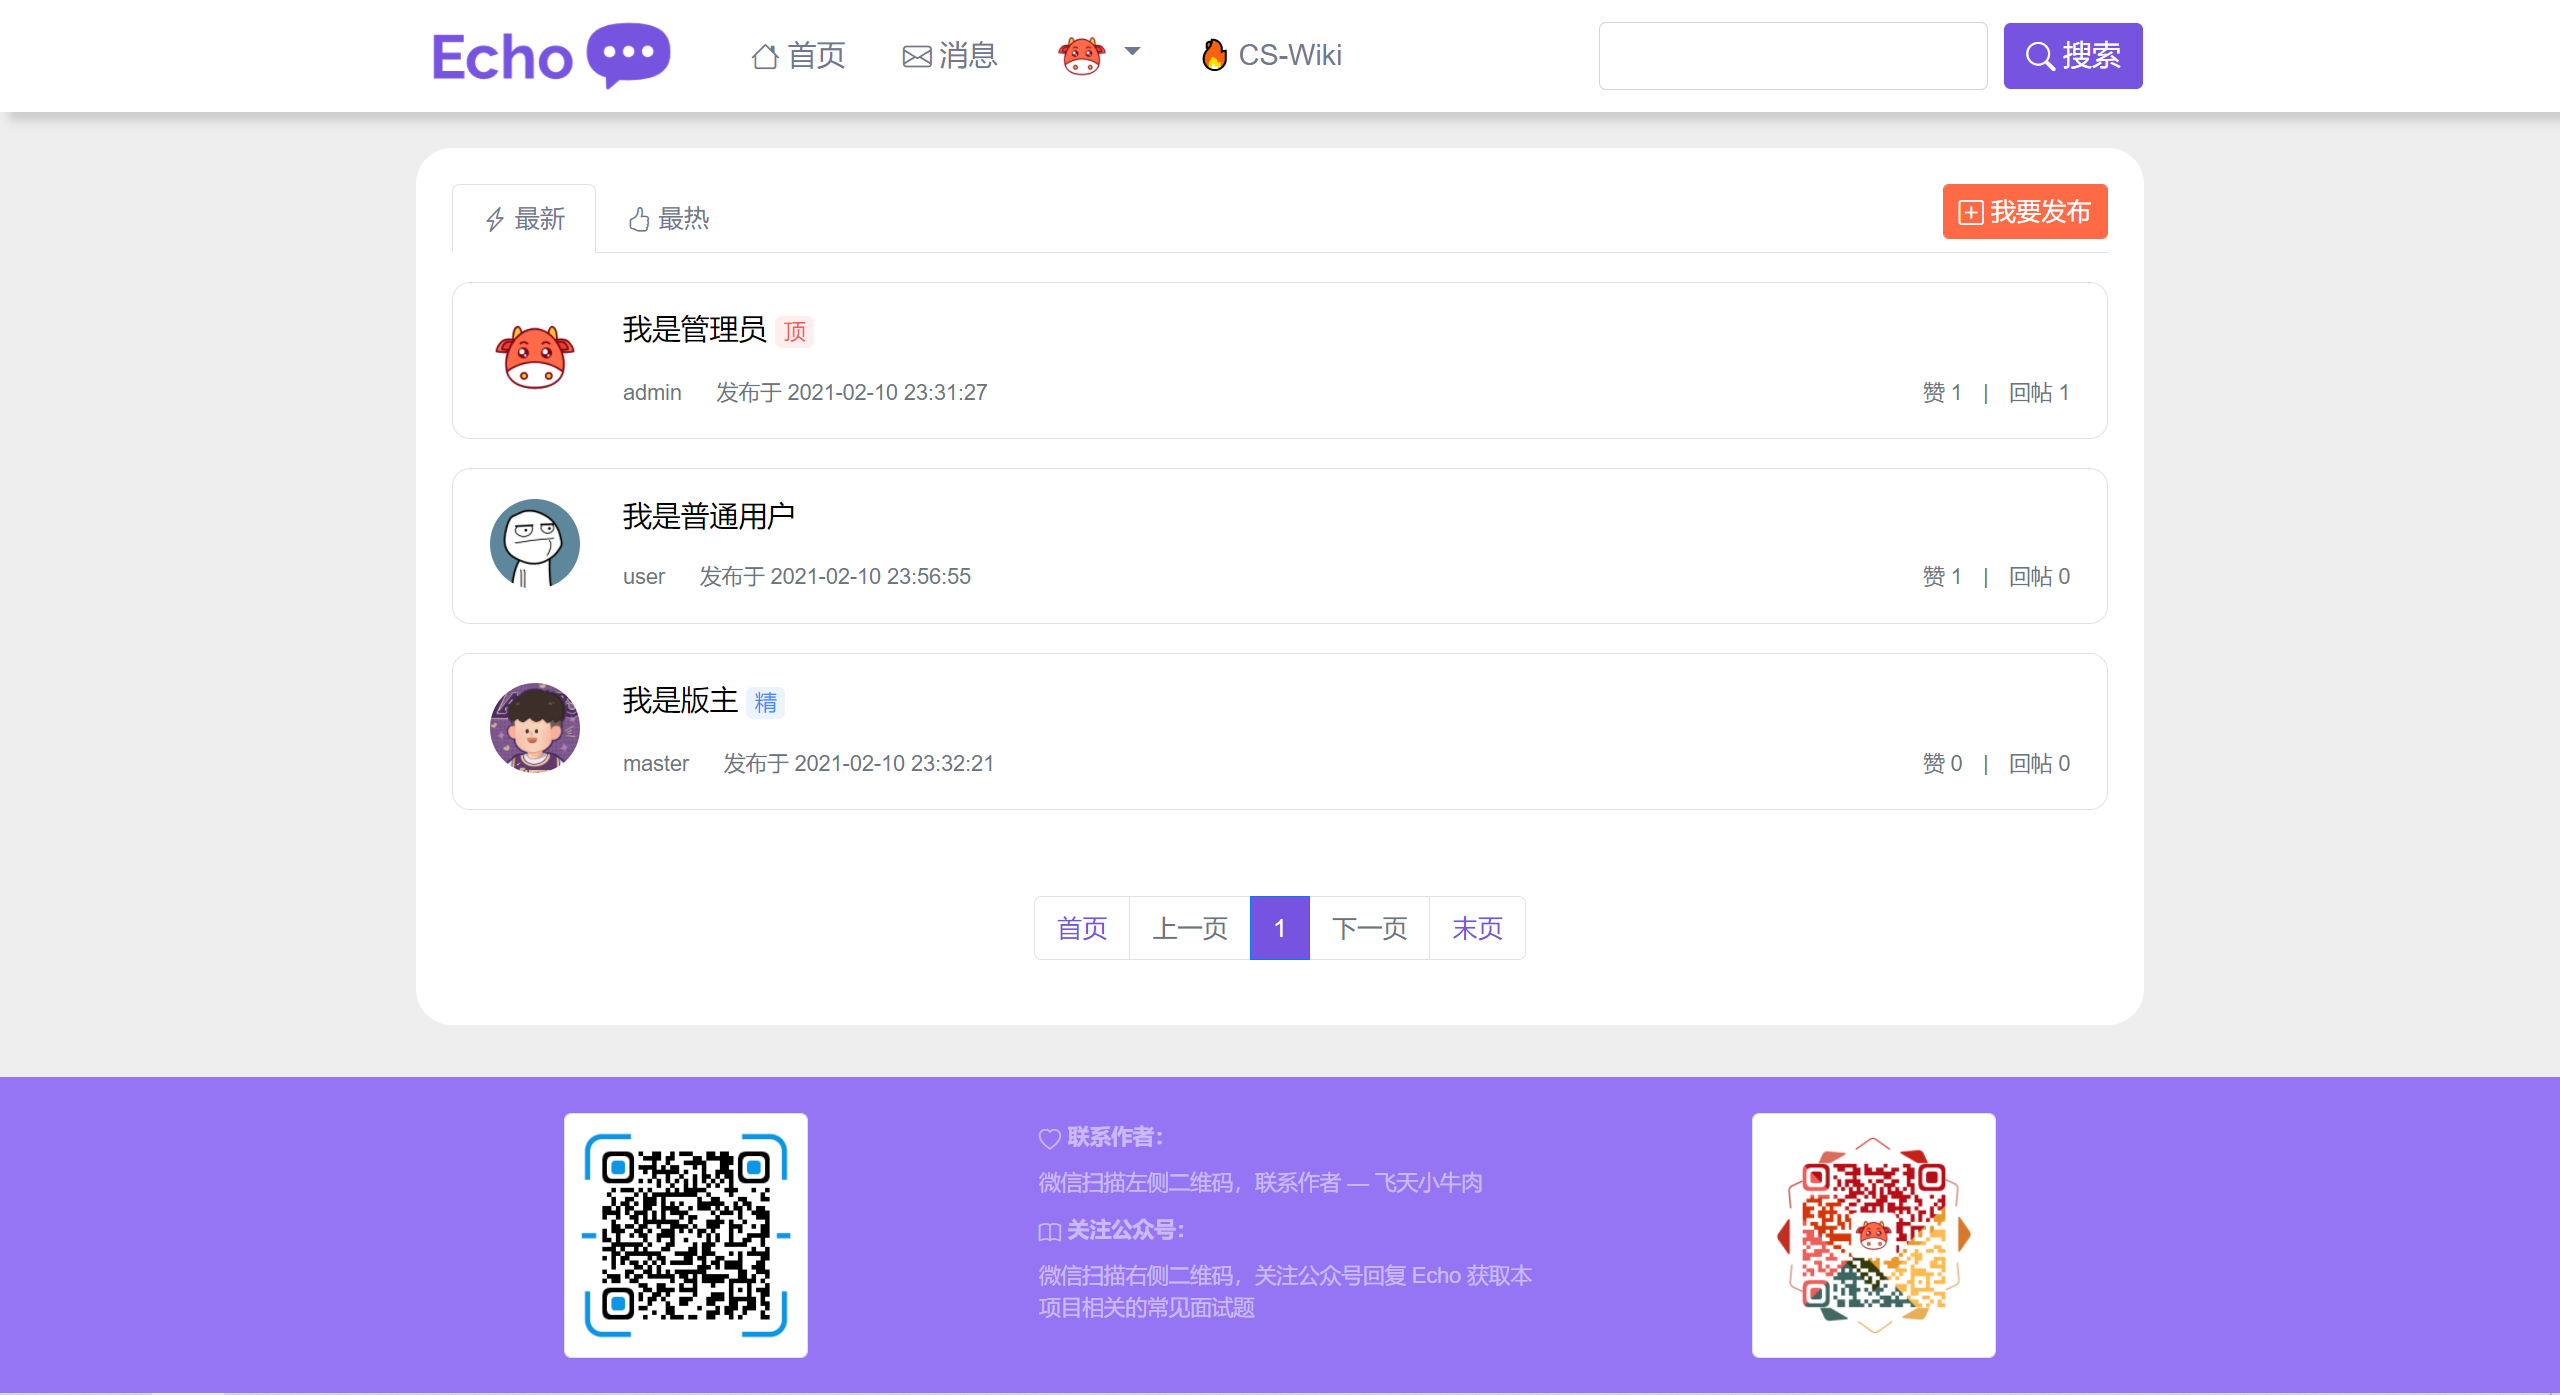 Echo 首页 消息 CS-Wiki 搜索
最新 最热 我要发布
我是管理员 顶
admin 发布于 2021-02-10 23:31:27 赞 1 | 回帖 1
我是普通用户
user 发布于 2021-02-10 23:56:55 赞 1 | 回帖 0
我是版主 精
master 发布于 2021-02-10 23:32:21 赞 0 | 回帖 0
首页 上一页 1 下一页 末页
联系作者：
微信扫描左侧二维码，联系作者 — 飞天小牛肉
关注公众号：
微信扫描右侧二维码，关注公众号回复 Echo 获取本
项目相关的常见面试题